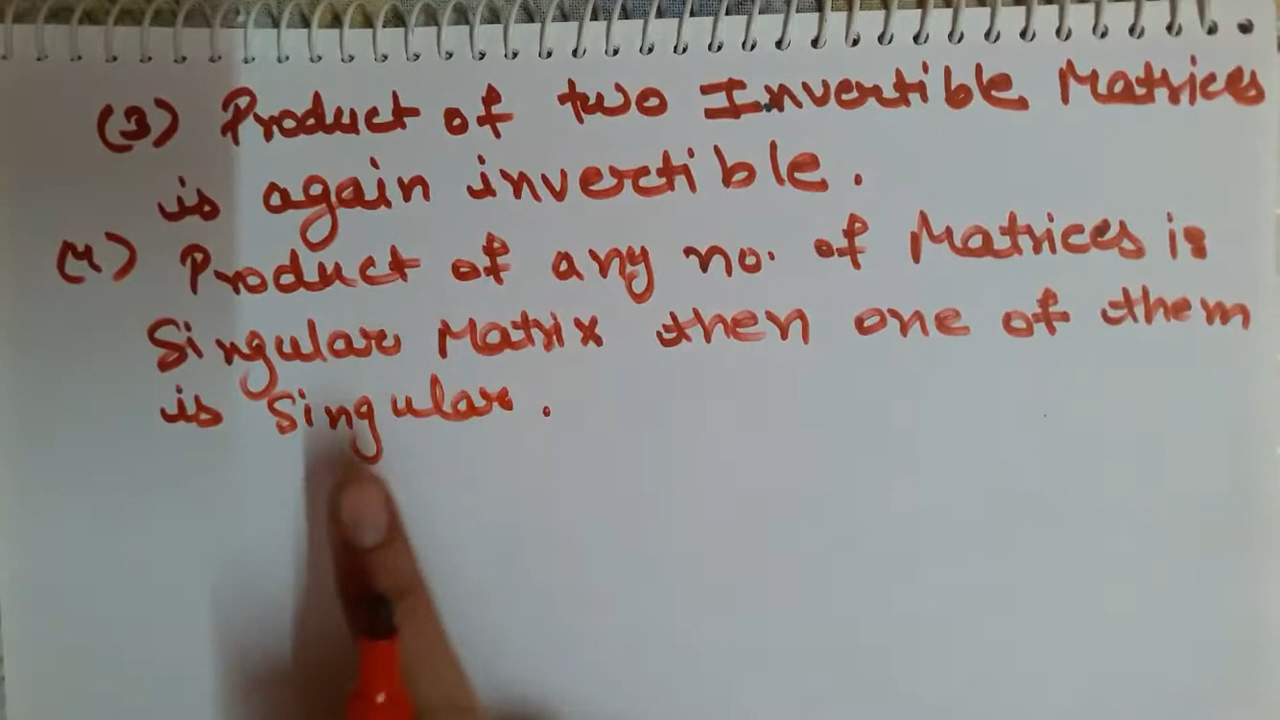 (3) Product of two Invertible Matrices
is again invertible.
(4) Product of any no. of Matrices is
Singular Matrix then one of them
is Singular.